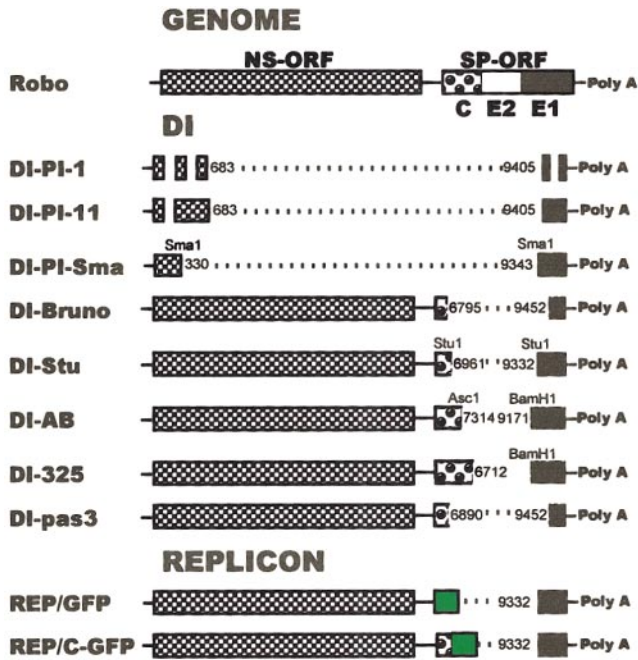 GENOME
NS-ORF SP-ORF
Robo Poly A
C E2 E1
DI
DI-PI-1 683 9405 Poly A
DI-PI-11 683 9405 Poly A
Sma1 Sma1
DI-PI-Sma 330 9343 Poly A
DI-Bruno 6795 9452 Poly A
Stu1 Stu1
DI-Stu 6961 9332 Poly A
Asc1 BamH1
DI-AB 7314 9171 Poly A
BamH1
DI-325 6712 Poly A
DI-pas3 6890 9452 Poly A
REPLICON
REP/GFP 9332 Poly A
REP/C-GFP 9332 Poly A